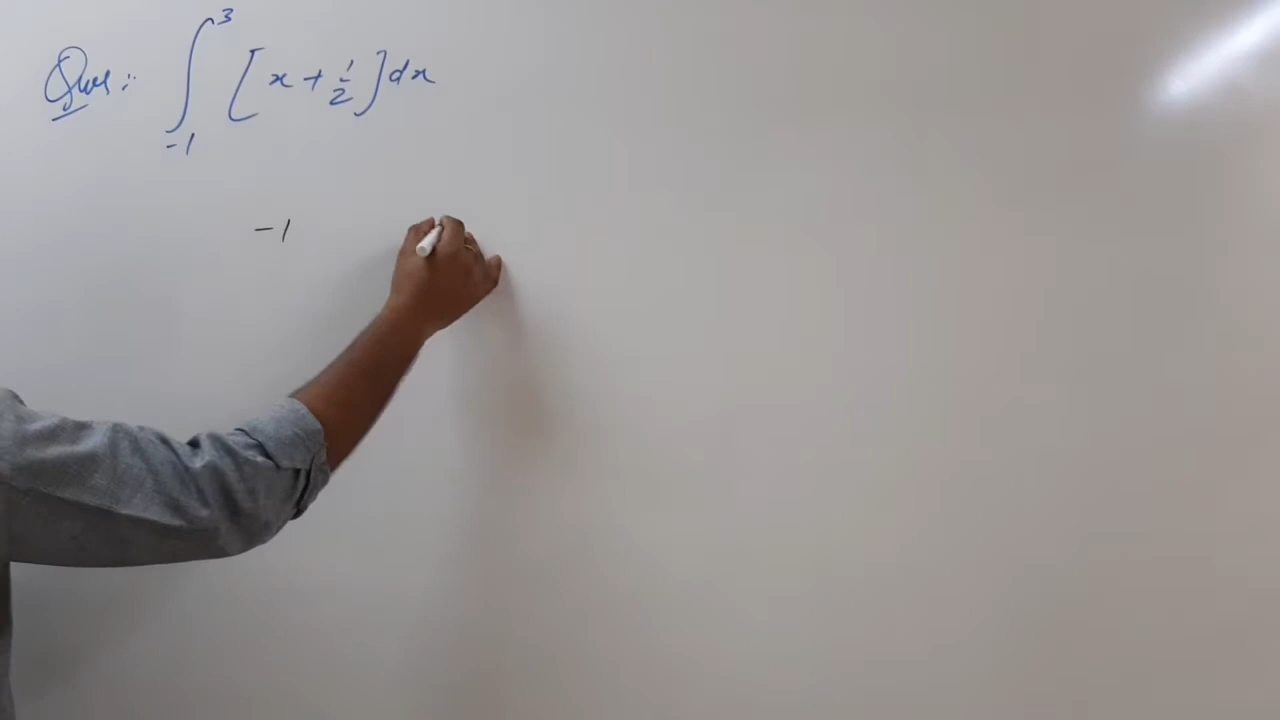 Ques: ∫_{-1}^{3} [x + 1/2] dx
-1